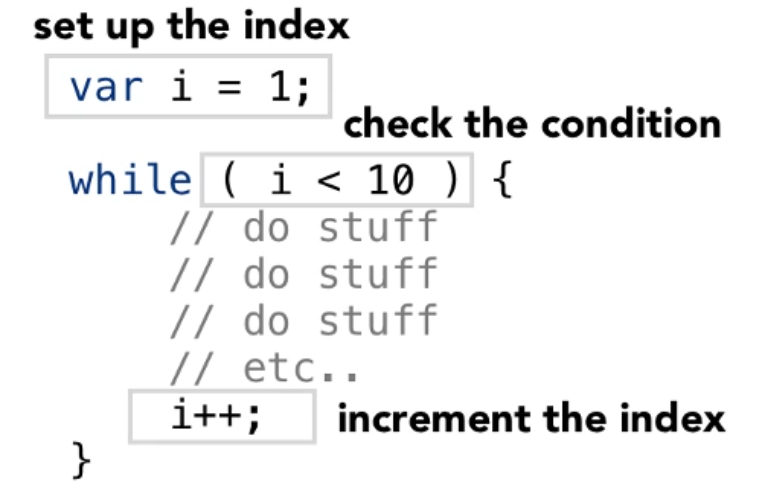 set up the index
var i = 1;
check the condition
while ( i < 10 ) {
// do stuff
// do stuff
// do stuff
// etc..
i++; increment the index
}